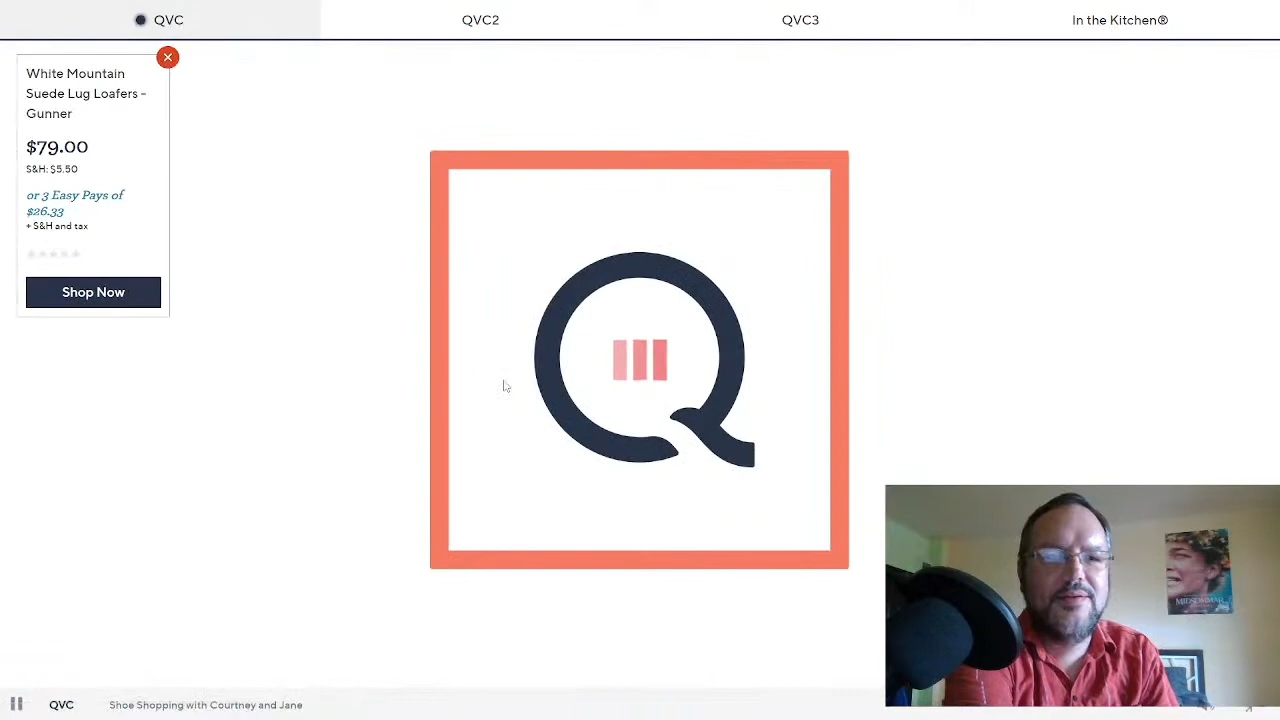 QVC
QVC2
QVC3
In the Kitchen®
White Mountain
Suede Lug Loafers -
Gunner
$79.00
S&H: $5.50
or 3 Easy Pays of
$26.33
+ S&H and tax
Shop Now
Q
MIDSOMMAR
QVC
Shoe Shopping with Courtney and Jane